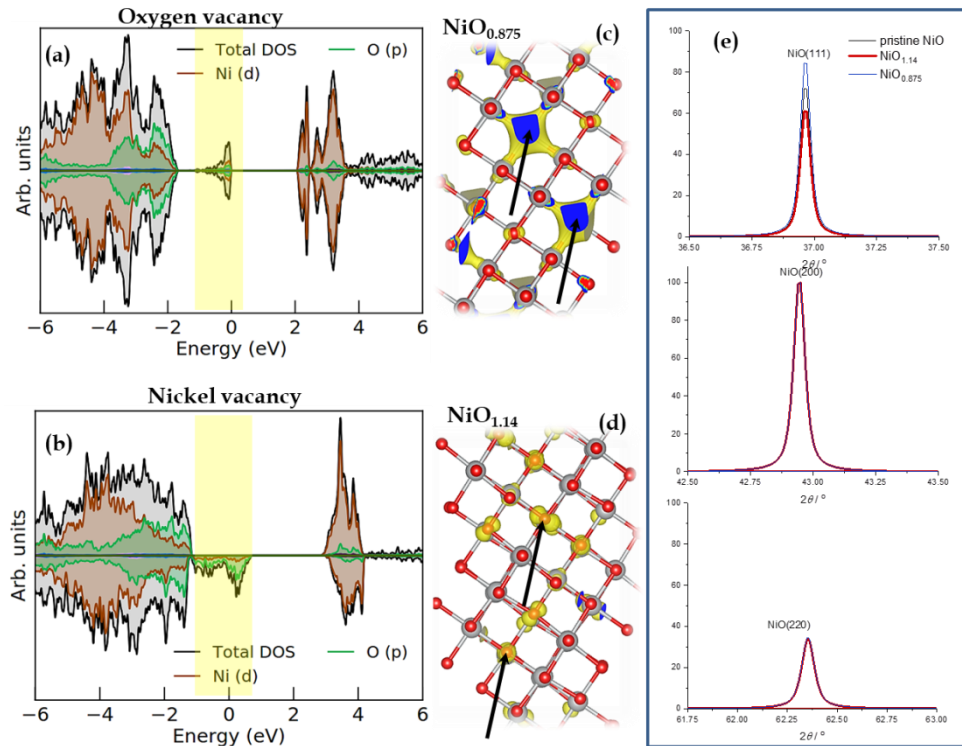 Oxygen vacancy
(a)
Total DOS
O (p)
Ni (d)
Arb. units
−6
−4
−2
0
2
4
6
Energy (eV)
NiO0.875
(c)
Nickel vacancy
(b)
Arb. units
Total DOS
O (p)
Ni (d)
−6
−4
−2
0
2
4
6
Energy (eV)
NiO1.14
(d)
(e)
pristine NiO
NiO1.14
NiO0.875
NiO(111)
100
80
60
40
20
0
36.50
36.75
37.00
37.25
37.50
2θ / °
NiO(200)
100
80
60
40
20
0
42.50
42.75
43.00
43.25
43.50
2θ / °
NiO(220)
100
80
60
40
20
0
61.75
62.00
62.25
62.50
62.75
63.00
2θ / °